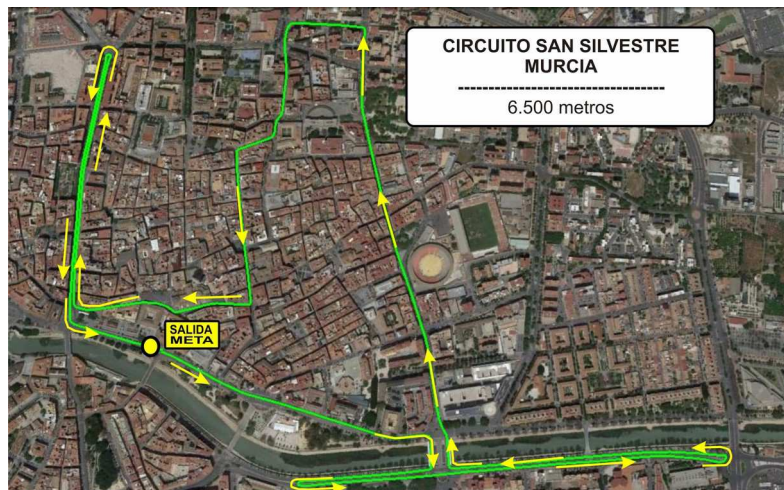 CIRCUITO SAN SILVESTRE
MURCIA
----------------------------------
6.500 metros
SALIDA
META